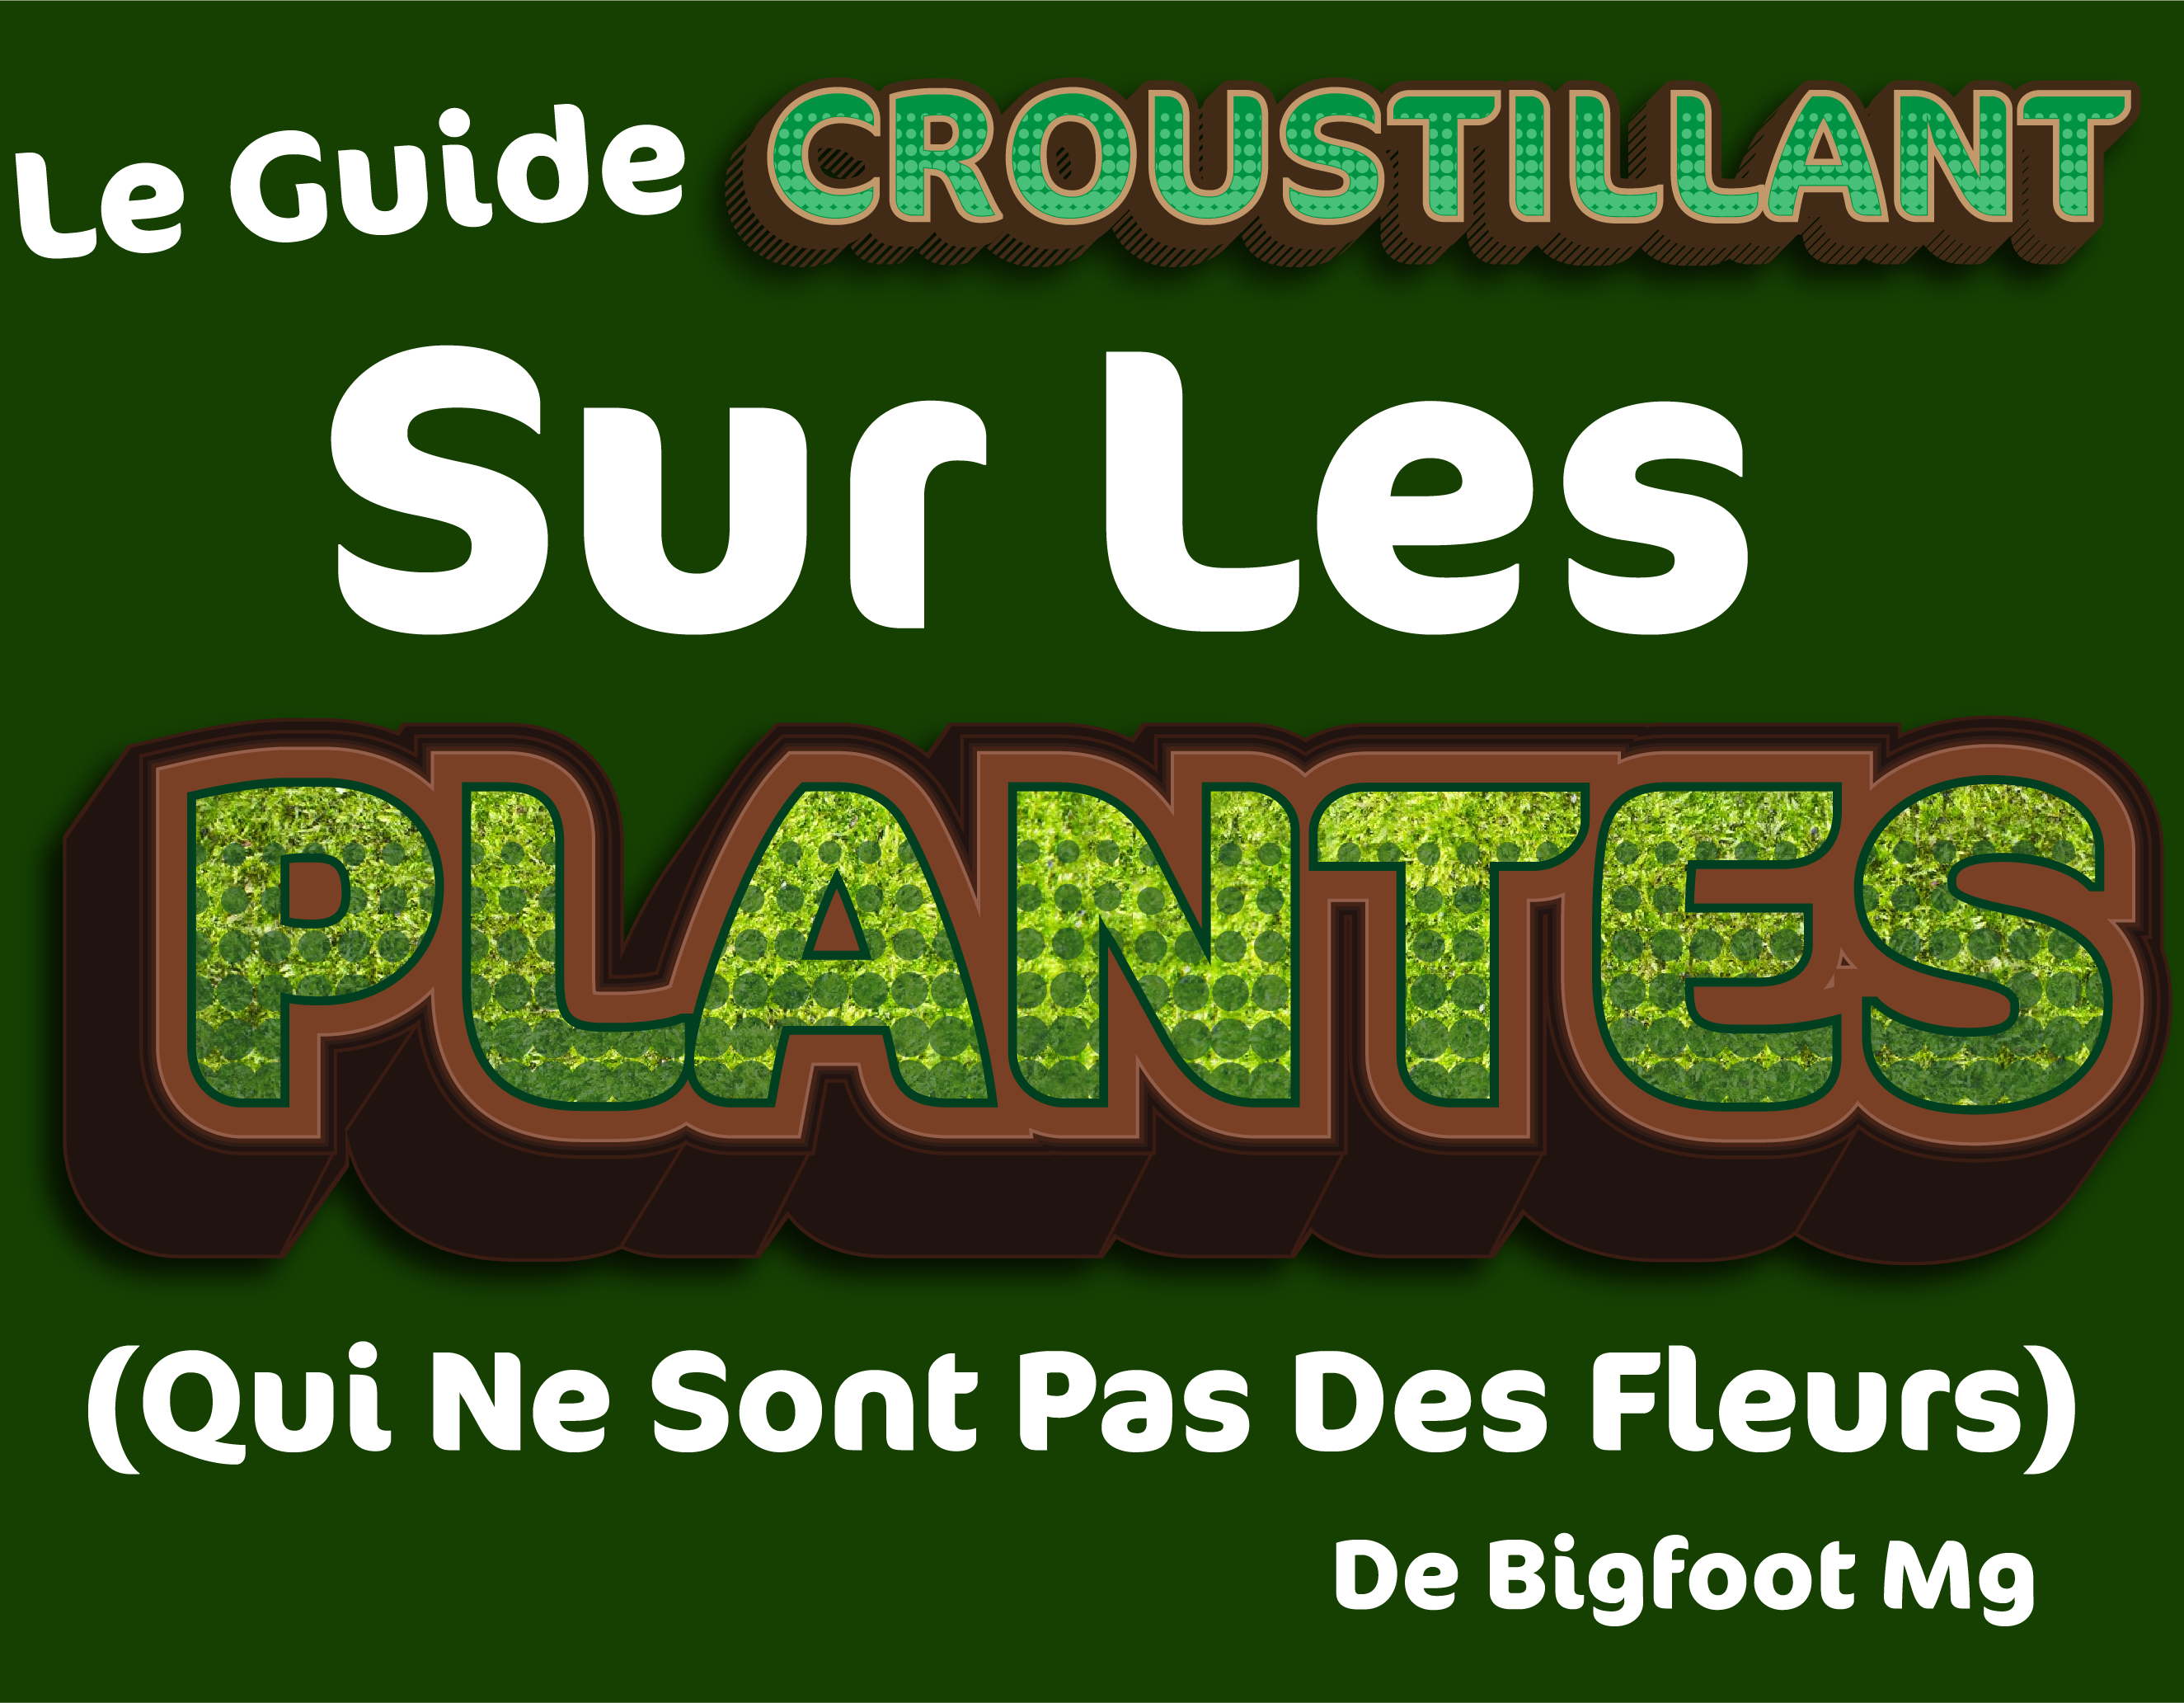 Le Guide CROUSTILLANT
Sur Les
PLANTES
(Qui Ne Sont Pas Des Fleurs)
De Bigfoot Mg